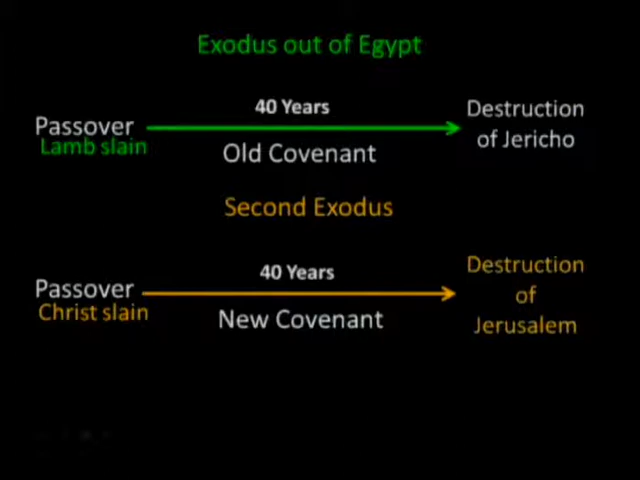 Exodus out of Egypt
40 Years
Passover
Lamb slain
Old Covenant
Destruction
of Jericho
Second Exodus
40 Years
Passover
Christ slain
New Covenant
Destruction
of
Jerusalem